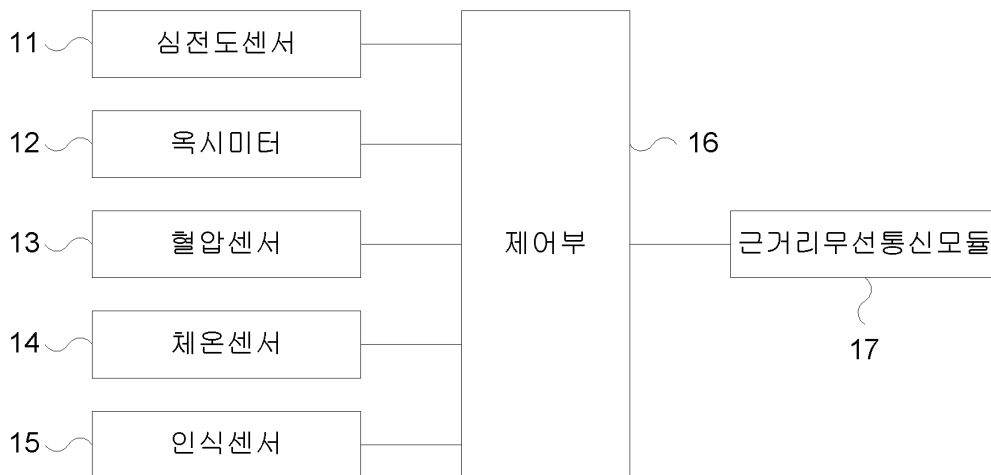 11 심전도센서
12 옥시미터
16
13 혈압센서
제어부
근거리무선통신모듈
14 체온센서
17
15 인식센서